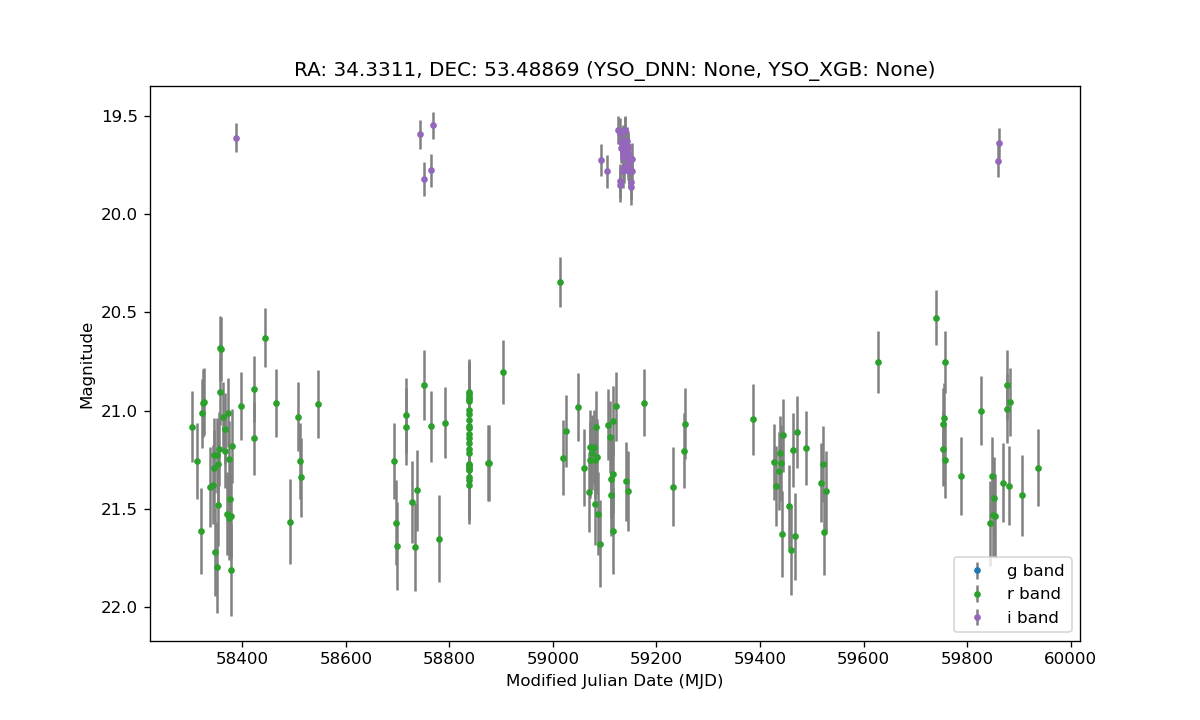 RA: 34.3311, DEC: 53.48869 (YSO_DNN: None, YSO_XGB: None)
19.5
20.0
20.5
21.0
21.5
22.0
Magnitude
g band
r band
i band
58400 58600 58800 59000 59200 59400 59600 59800 60000
Modified Julian Date (MJD)